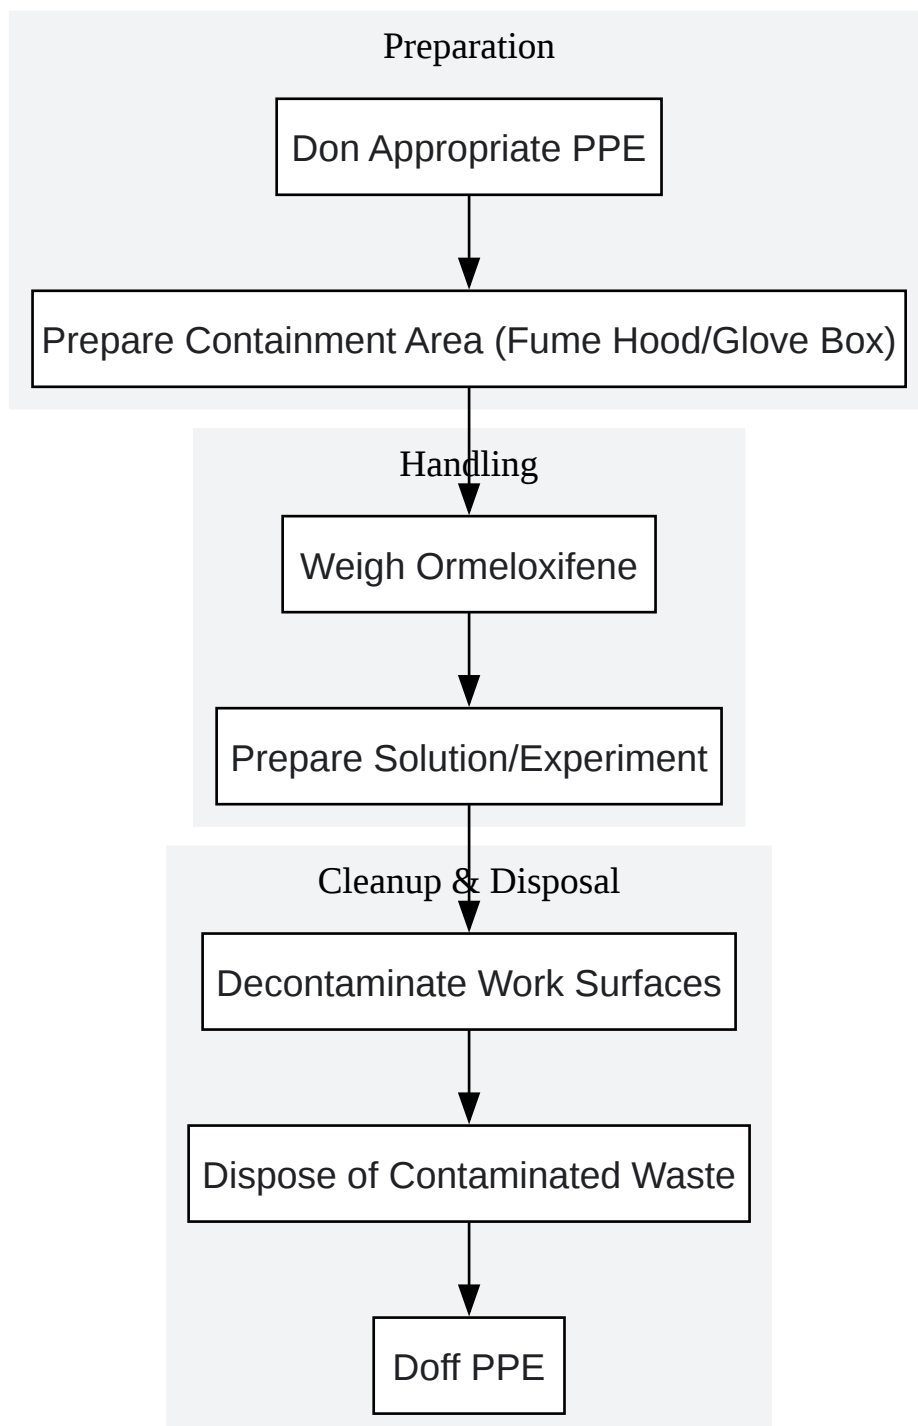 Preparation
Don Appropriate PPE
Prepare Containment Area (Fume Hood/Glove Box)
Handling
Weigh Ormeloxifene
Prepare Solution/Experiment
Cleanup & Disposal
Decontaminate Work Surfaces
Dispose of Contaminated Waste
Doff PPE